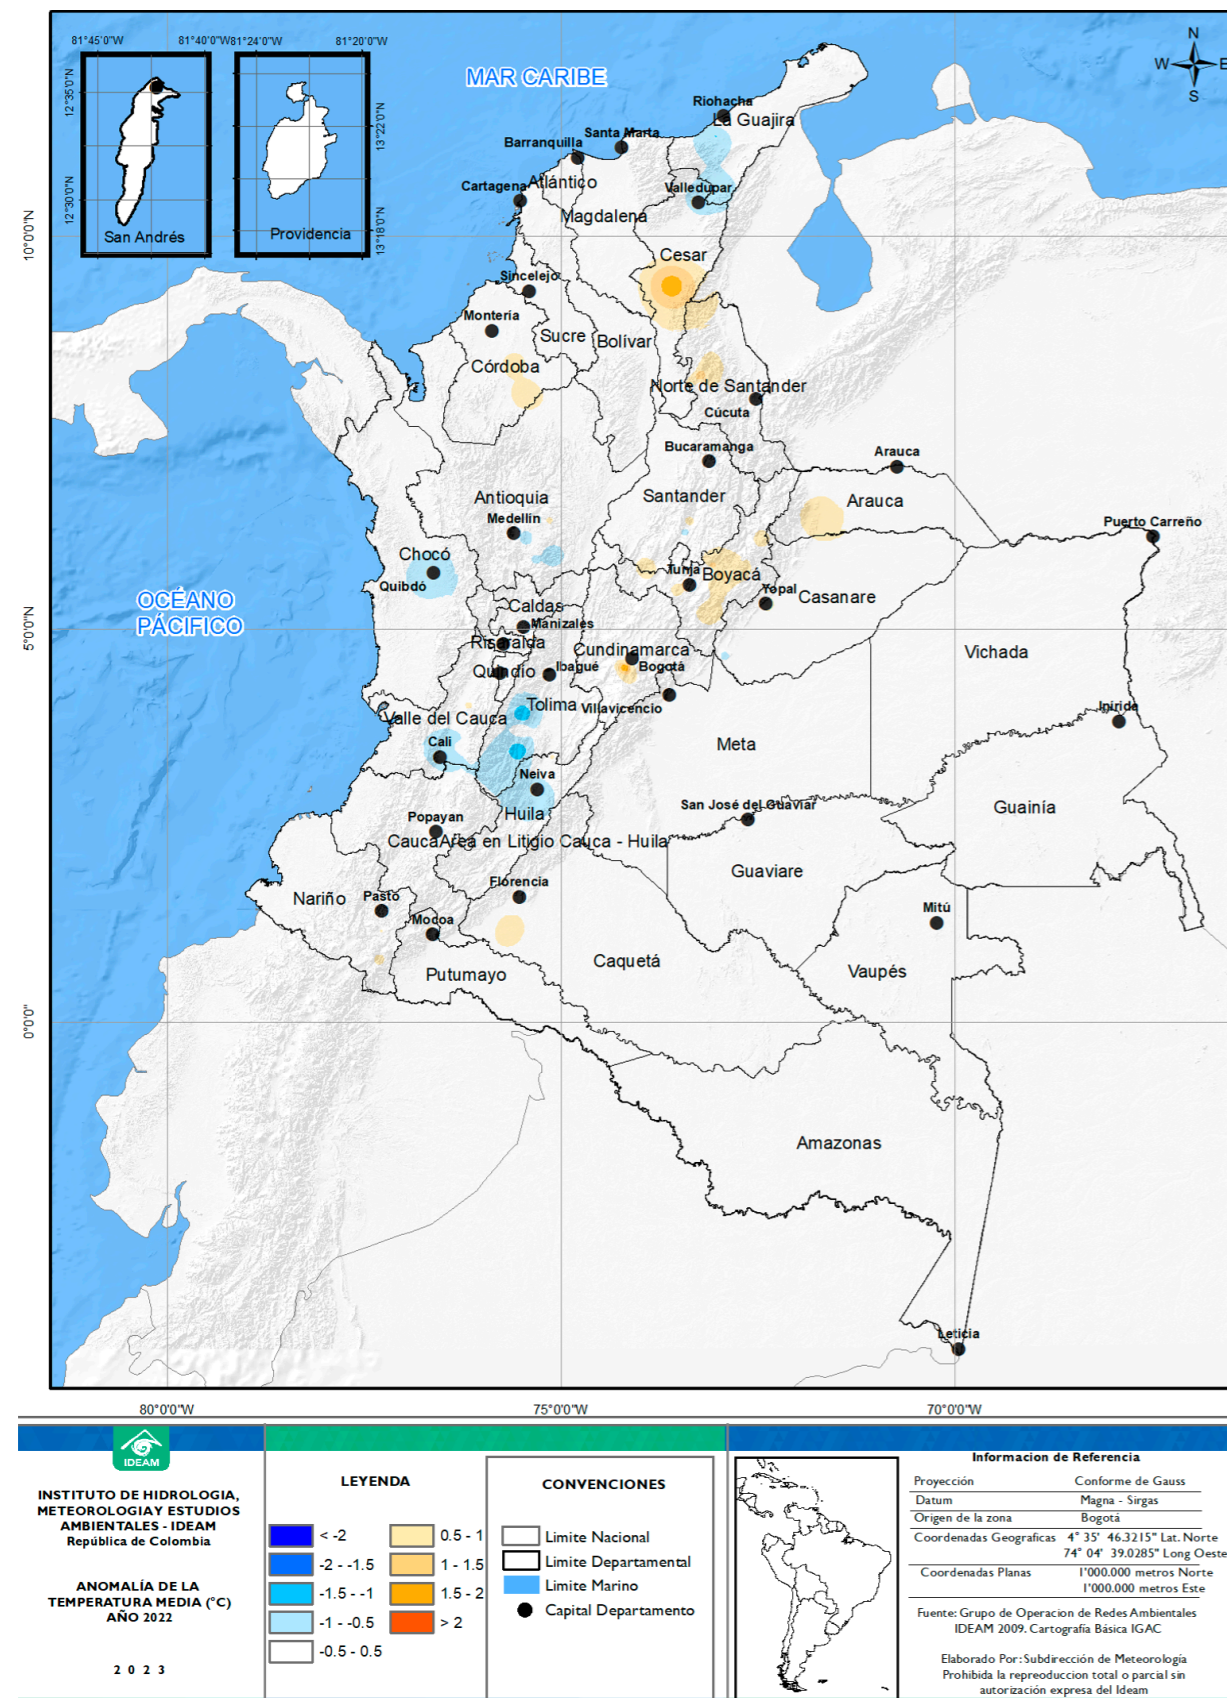 81°45'0"W
81°40'0"W
81°24'0"W
81°20'0"W
12°35'0"N
12°30'0"N
13°22'0"N
13°18'0"N
San Andrés
Providencia
N
W
E
S
MAR CARIBE
Riohacha
La Guajira
Santa Marta
Barranquilla
Atlántico
Cartagena
Valledupar
Magdalena
10°0'0"N
Cesar
Sincelejo
Montería
Sucre
Bolívar
Córdoba
Norte de Santander
Cúcuta
Bucaramanga
Arauca
Santander
Arauca
Antioquia
Medellín
Puerto Carreño
Chocó
Quibdó
Tunja
Boyacá
Yopal
Casanare
OCÉANO
PÁCIFICO
Caldas
Manizales
5°0'0"N
Risaralda
Cundinamarca
Vichada
Quindío
Ibagué
Bogotá
Tolima
Villavicencio
Inírida
Valle del Cauca
Cali
Meta
Neiva
Huila
San José del Guaviar
Guainía
Popayan
Cauca
Area en Litigio Cauca - Huila
Guaviare
Florencia
Nariño
Pasto
Mitú
Mocoa
Caquetá
Vaupés
Putumayo
0°0'0"
Amazonas
Leticia
80°0'0"W
75°0'0"W
70°0'0"W
IDEAM
INSTITUTO DE HIDROLOGIA,
METEOROLOGIA Y ESTUDIOS
AMBIENTALES - IDEAM
República de Colombia
ANOMALÍA DE LA
TEMPERATURA MEDIA (°C)
AÑO 2022
2 0 2 3
LEYENDA
< -2
-2 - -1.5
-1.5 - -1
-1 - -0.5
-0.5 - 0.5
0.5 - 1
1 - 1.5
1.5 - 2
> 2
CONVENCIONES
Limite Nacional
Limite Departamental
Limite Marino
Capital Departamento
Informacion de Referencia
Proyección Conforme de Gauss
Datum Magna - Sirgas
Origen de la zona Bogotá
Coordenadas Geograficas 4° 35' 46.3215" Lat. Norte
74° 04' 39.0285" Long Oeste
Coordenadas Planas 1'000.000 metros Norte
1'000.000 metros Este
Fuente: Grupo de Operacion de Redes Ambientales
IDEAM 2009. Cartografía Básica IGAC
Elaborado Por: Subdirección de Meteorología
Prohibida la repreoduccion total o parcial sin
autorización expresa del Ideam